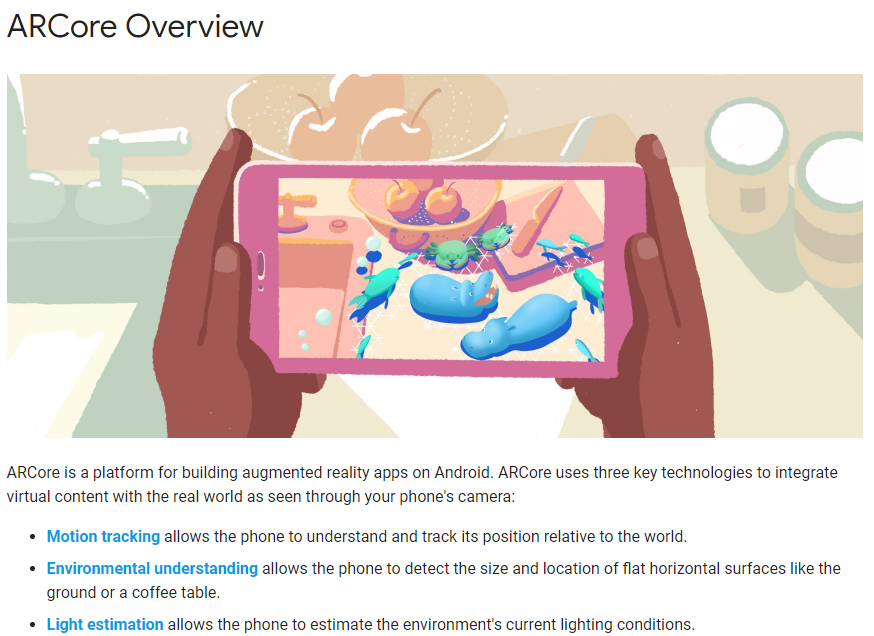 ARCore Overview
ARCore is a platform for building augmented reality apps on Android. ARCore uses three key technologies to integrate
virtual content with the real world as seen through your phone's camera:
• Motion tracking allows the phone to understand and track its position relative to the world.
• Environmental understanding allows the phone to detect the size and location of flat horizontal surfaces like the
ground or a coffee table.
• Light estimation allows the phone to estimate the environment's current lighting conditions.